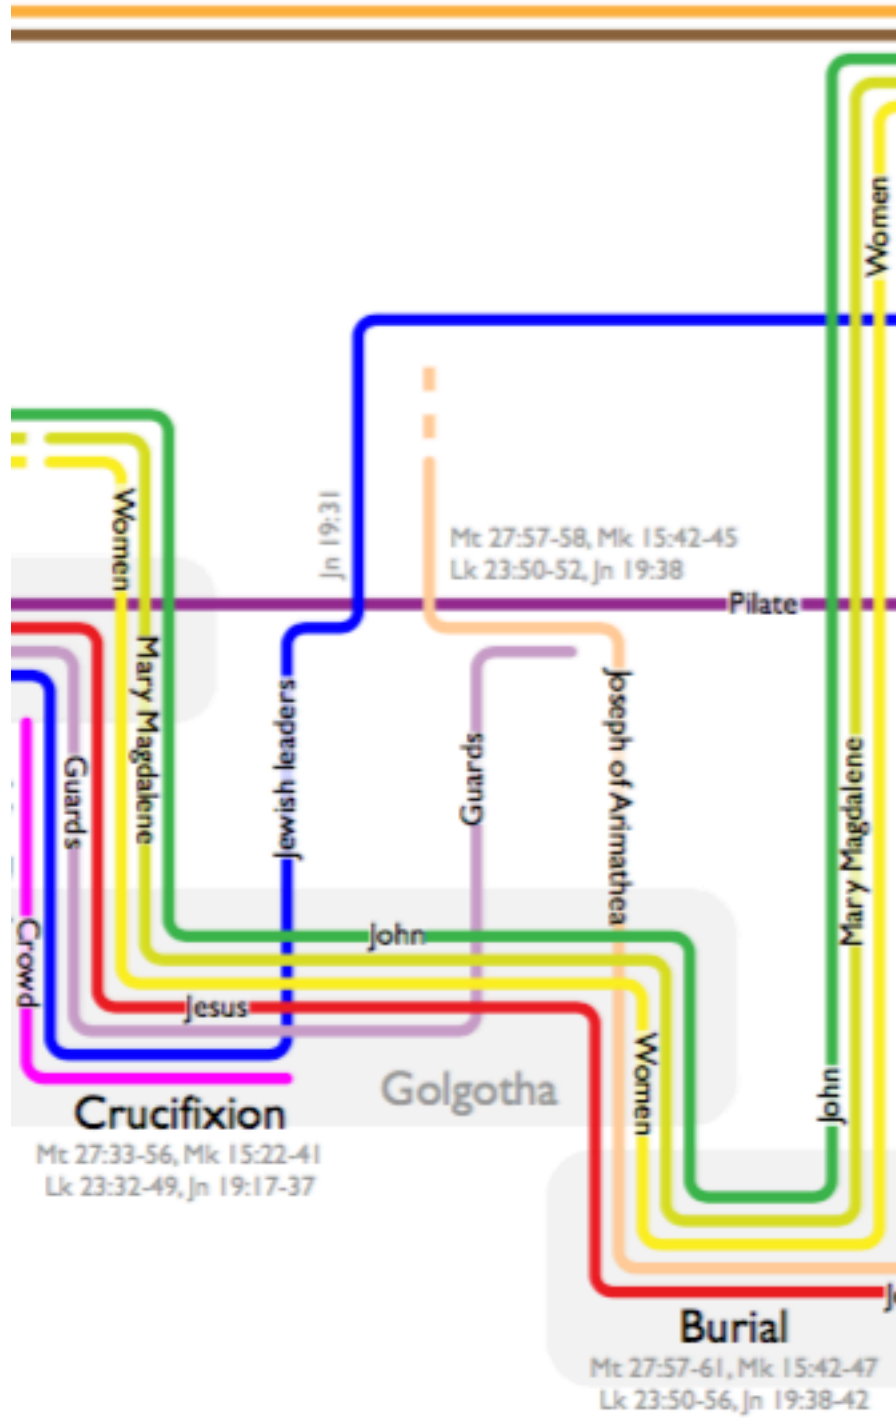 Women
Women
Jn 19:31
Mt 27:57-58, Mk 15:42-45
Lk 23:50-52, Jn 19:38
Pilate
Mary Magdalene
Jewish leaders
Guards
Guards
Joseph of Arimathea
Mary Magdalene
Crowd
John
Jesus
Women
John
Golgotha
Crucifixion
Mt 27:33-56, Mk 15:22-41
Lk 23:32-49, Jn 19:17-37
Burial
Mt 27:57-61, Mk 15:42-47
Lk 23:50-56, Jn 19:38-42